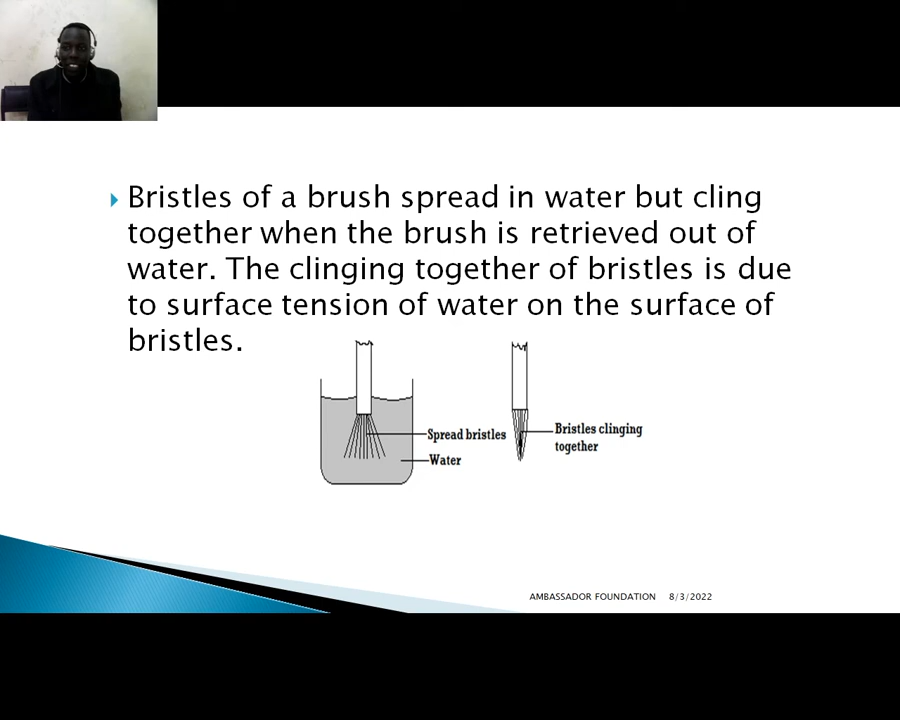 Bristles of a brush spread in water but cling
together when the brush is retrieved out of
water. The clinging together of bristles is due
to surface tension of water on the surface of
bristles.
Spread bristles
Water
Bristles clinging
together
AMBASSADOR FOUNDATION 8/3/2022